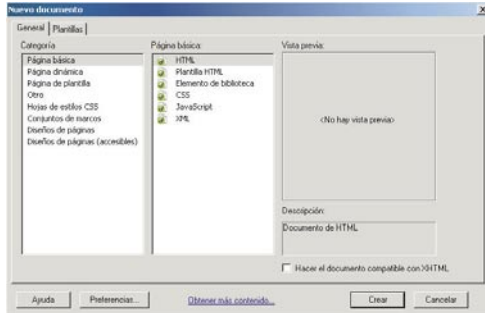 Nuevo documento
General
Plantillas
Categoría
Página básica
Página dinámica
Página de plantilla
Otro
Hojas de estilos CSS
Conjuntos de marcos
Diseños de páginas
Diseños de páginas (accesibles)
Página básica:
HTML
Plantilla HTML
Elemento de biblioteca
CSS
JavaScript
XML
Vista previa:
<No hay vista previa>
Descripción:
Documento de HTML
Hacer el documento compatible con XHTML
Ayuda
Preferencias...
Obtener más contenido...
Crear
Cancelar